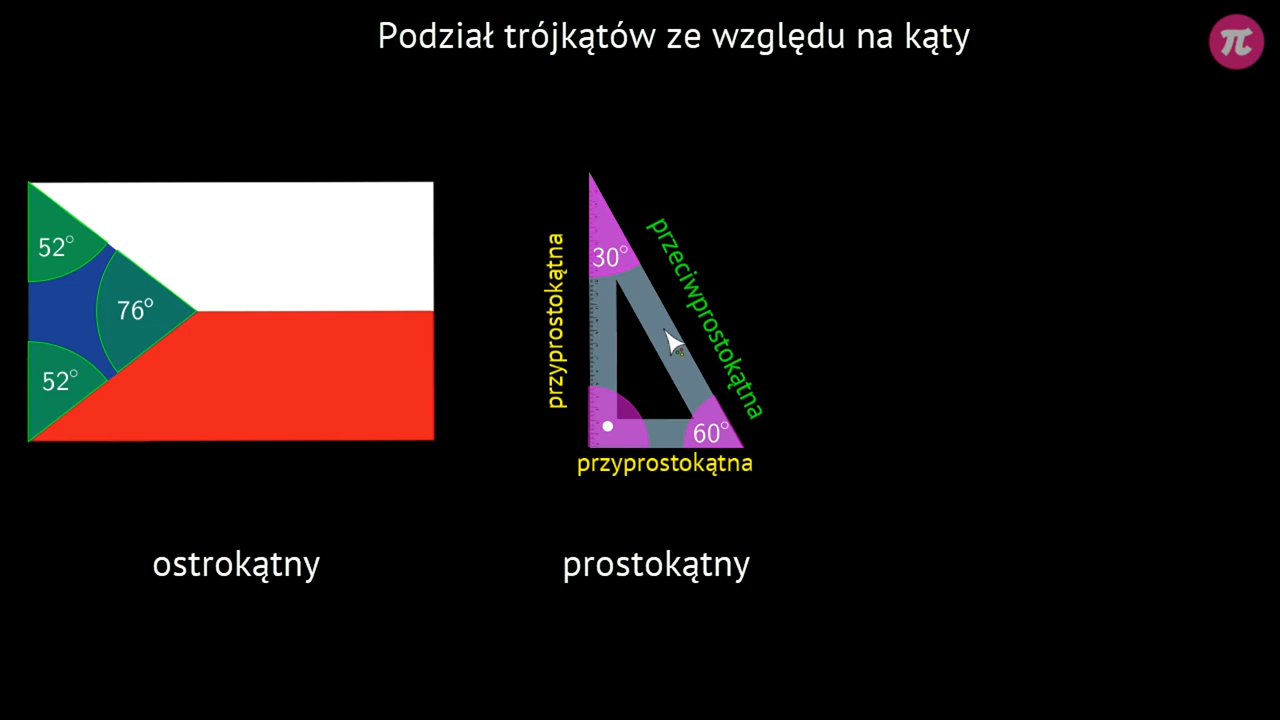 Podział trójkątów ze względu na kąty
π
52°
76°
52°
30°
60°
przyprostokątna
przeciwprostokątna
przyprostokątna
ostrokątny
prostokątny